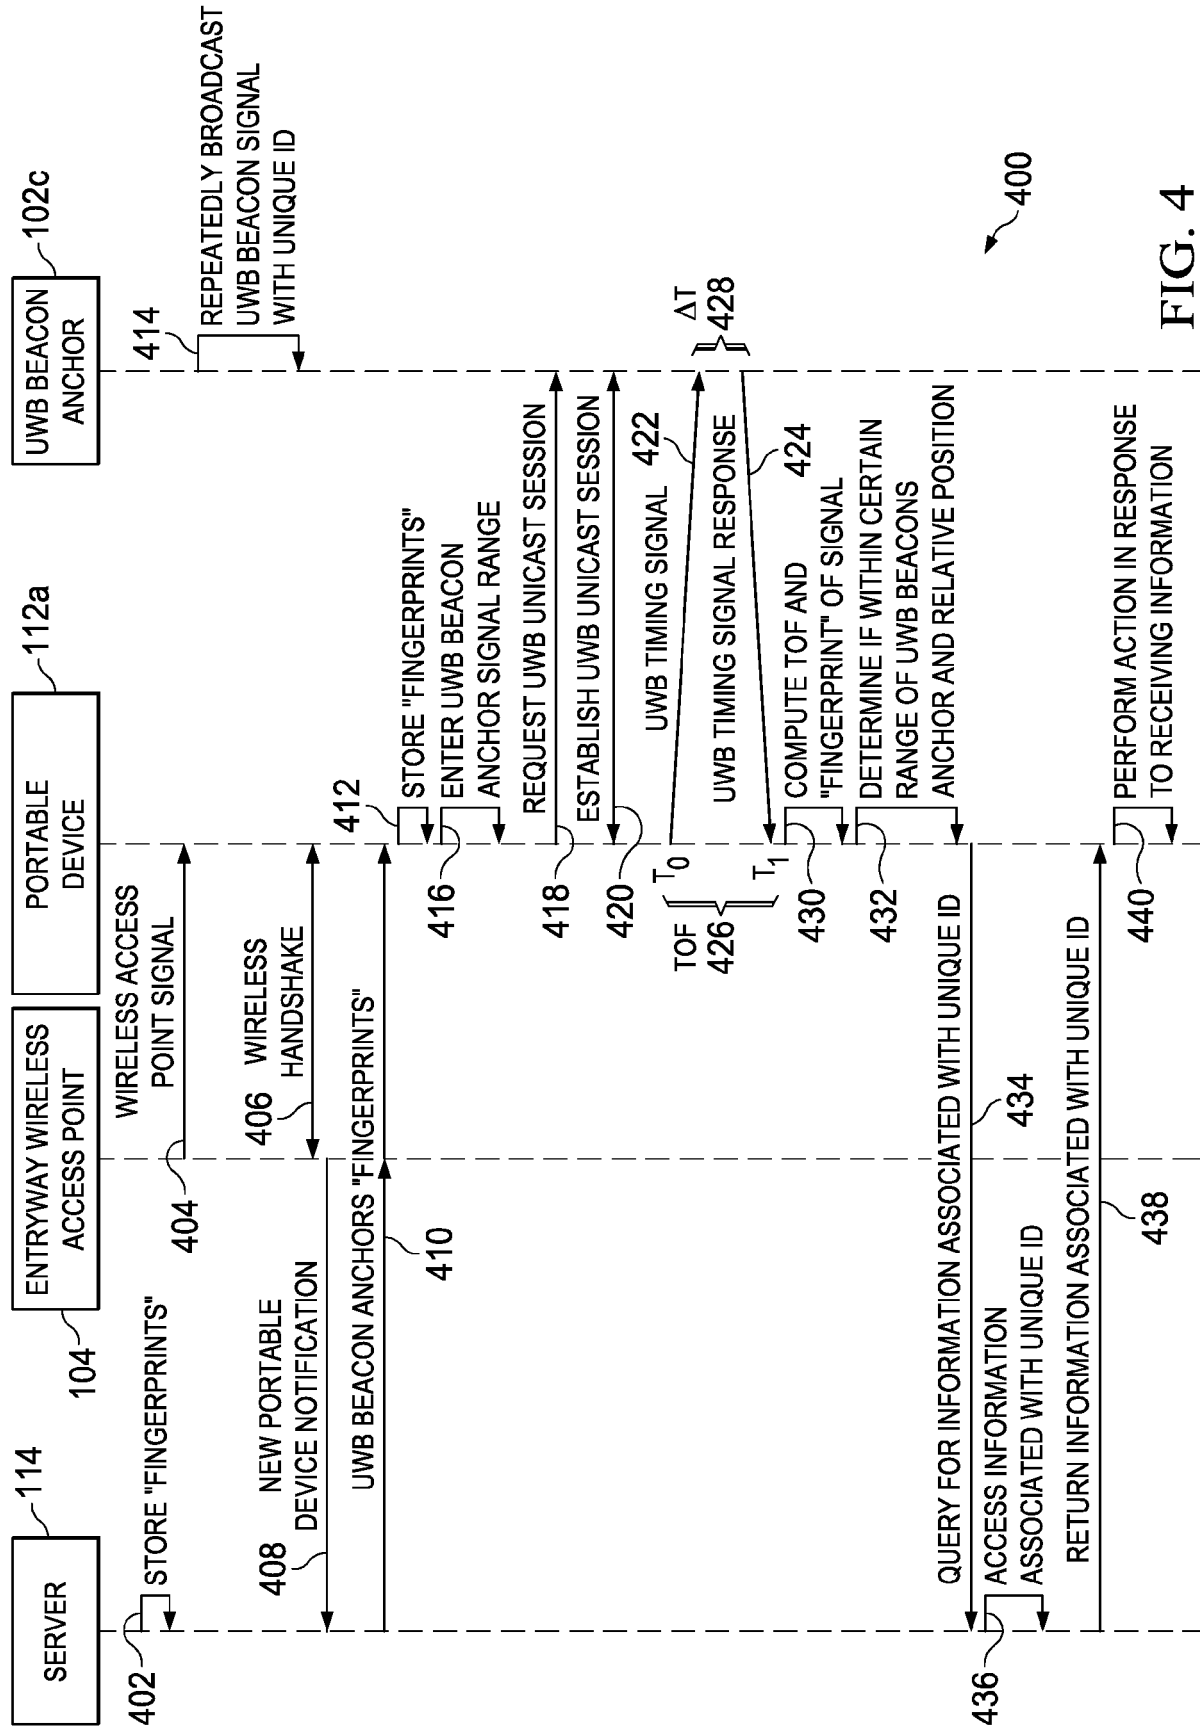 SERVER
114
ENTRYWAY WIRELESS
ACCESS POINT
104
PORTABLE
DEVICE
112a
UWB BEACON
ANCHOR
102c
402
STORE "FINGERPRINTS"
WIRELESS ACCESS
POINT SIGNAL
404
414
REPEATEDLY BROADCAST
UWB BEACON SIGNAL
WITH UNIQUE ID
406
WIRELESS
HANDSHAKE
NEW PORTABLE
DEVICE NOTIFICATION
408
UWB BEACON ANCHORS "FINGERPRINTS"
410
412
STORE "FINGERPRINTS"
416
ENTER UWB BEACON
ANCHOR SIGNAL RANGE
REQUEST UWB UNICAST SESSION
418
ESTABLISH UWB UNICAST SESSION
420
UWB TIMING SIGNAL
422
T0
TOF
426
T1
ΔT
428
UWB TIMING SIGNAL RESPONSE
424
430
COMPUTE TOF AND
"FINGERPRINT" OF SIGNAL
432
DETERMINE IF WITHIN CERTAIN
RANGE OF UWB BEACONS
ANCHOR AND RELATIVE POSITION
QUERY FOR INFORMATION ASSOCIATED WITH UNIQUE ID
434
436
ACCESS INFORMATION
ASSOCIATED WITH UNIQUE ID
RETURN INFORMATION ASSOCIATED WITH UNIQUE ID
438
440
PERFORM ACTION IN RESPONSE
TO RECEIVING INFORMATION
400
FIG. 4